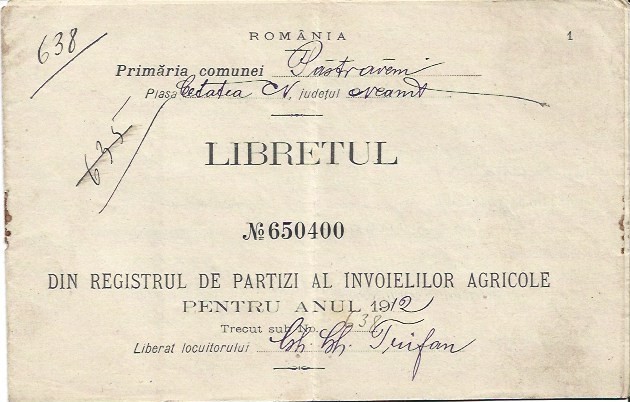 638
ROMÂNIA 1
Primăria comunei Păstrăveni
Plasa Cetatea N, județul Neamț
635
LIBRETUL
№ 650400
DIN REGISTRUL DE PARTIZI AL INVOIELILOR AGRICOLE
PENTRU ANUL 1912
Trecut sub No. 638
Liberat locuitorului Gh. Gh. Trifan